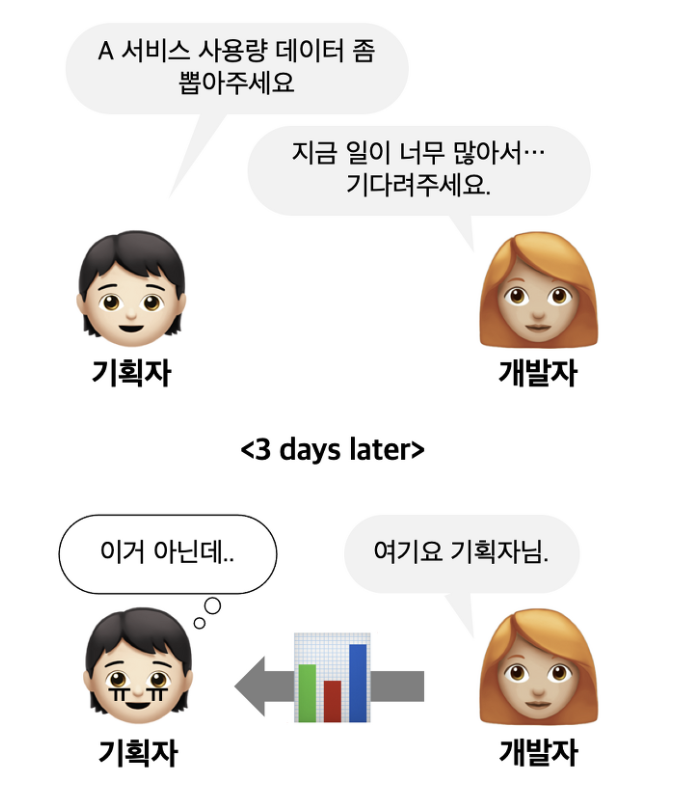 A 서비스 사용량 데이터 좀
뽑아주세요
지금 일이 너무 많아서…
기다려주세요.
기획자
개발자
<3 days later>
이거 아닌데..
여기요 기획자님.
ㅠ ㅠ
기획자
개발자